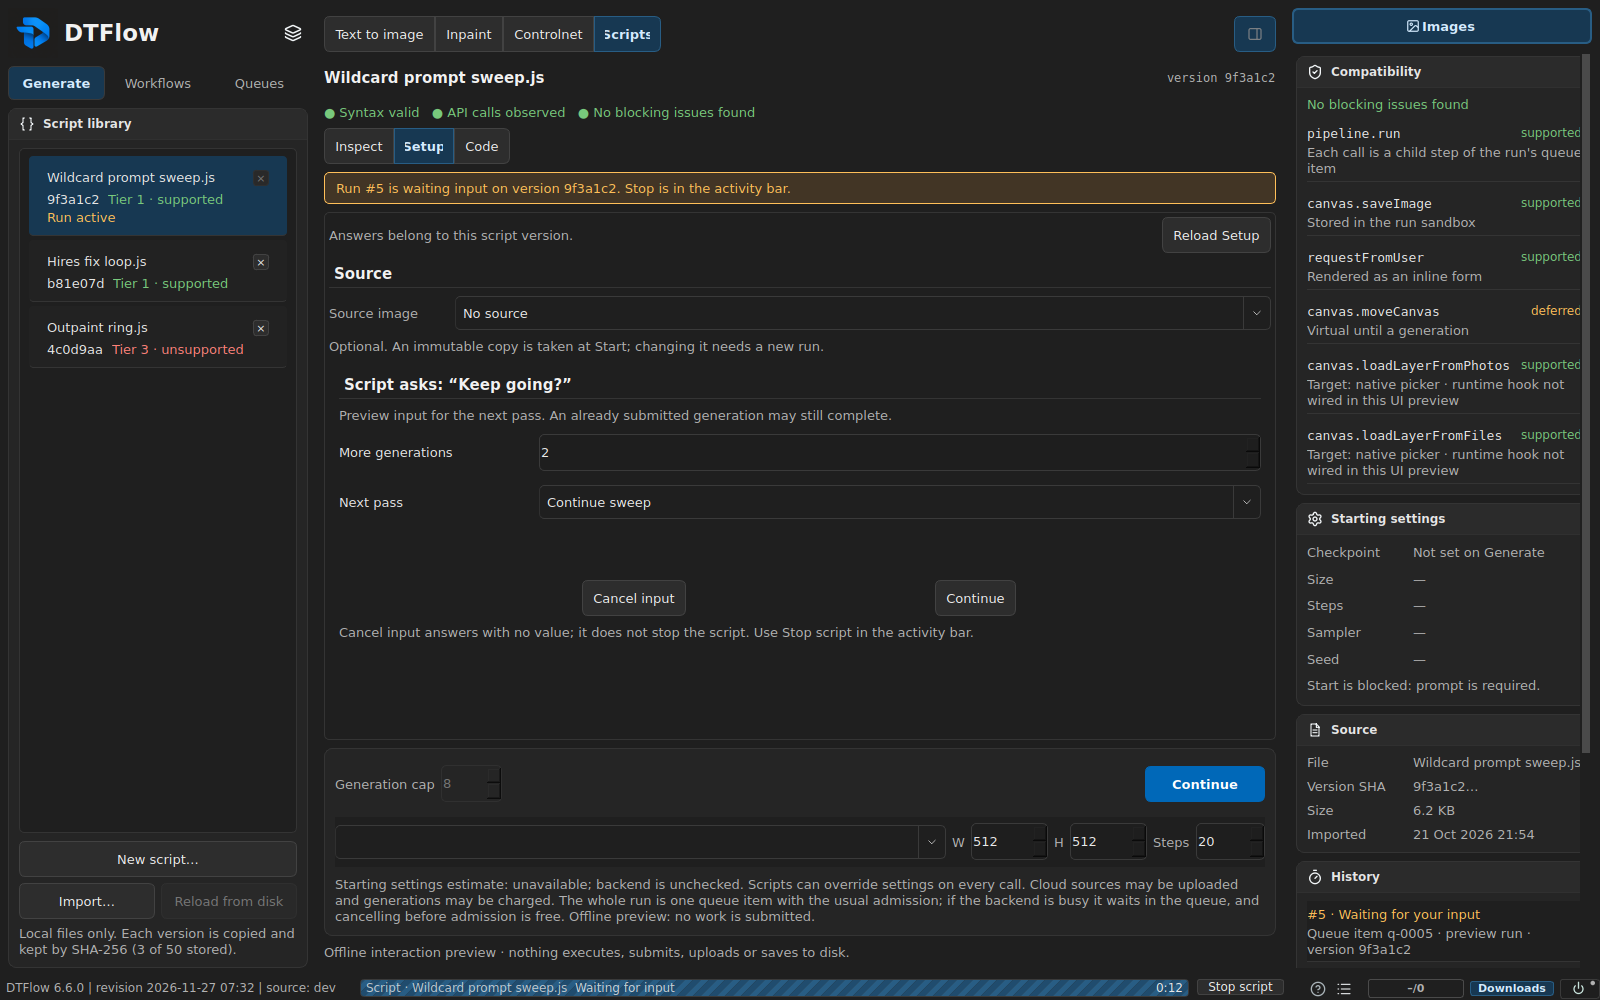 DTFlow
Generate
Workflows
Queues
Script library
Wildcard prompt sweep.js
9f3a1c2 Tier 1 · supported
Run active
Hires fix loop.js
b81e07d Tier 1 · supported
Outpaint ring.js
4c0d9aa Tier 3 · unsupported
New script...
Import...
Reload from disk
Local files only. Each version is copied and
kept by SHA-256 (3 of 50 stored).
Text to image
Inpaint
Controlnet
Scripts
Wildcard prompt sweep.js
version 9f3a1c2
Syntax valid
API calls observed
No blocking issues found
Inspect
Setup
Code
Run #5 is waiting input on version 9f3a1c2. Stop is in the activity bar.
Answers belong to this script version.
Reload Setup
Source
Source image
No source
Optional. An immutable copy is taken at Start; changing it needs a new run.
Script asks: “Keep going?”
Preview input for the next pass. An already submitted generation may still complete.
More generations
2
Next pass
Continue sweep
Cancel input
Continue
Cancel input answers with no value; it does not stop the script. Use Stop script in the activity bar.
Generation cap
8
Continue
W
512
H
512
Steps
20
Starting settings estimate: unavailable; backend is unchecked. Scripts can override settings on every call. Cloud sources may be uploaded
and generations may be charged. The whole run is one queue item with the usual admission; if the backend is busy it waits in the queue, and
cancelling before admission is free. Offline preview: no work is submitted.
Offline interaction preview · nothing executes, submits, uploads or saves to disk.
Images
Compatibility
No blocking issues found
pipeline.run
supported
Each call is a child step of the run's queue
item
canvas.saveImage
supported
Stored in the run sandbox
requestFromUser
supported
Rendered as an inline form
canvas.moveCanvas
deferred
Virtual until a generation
canvas.loadLayerFromPhotos
supported
Target: native picker · runtime hook not
wired in this UI preview
canvas.loadLayerFromFiles
supported
Target: native picker · runtime hook not
wired in this UI preview
Starting settings
Checkpoint
Not set on Generate
Size
—
Steps
—
Sampler
—
Seed
—
Start is blocked: prompt is required.
Source
File
Wildcard prompt sweep.js
Version SHA
9f3a1c2...
Size
6.2 KB
Imported
21 Oct 2026 21:54
History
#5 · Waiting for your input
Queue item q-0005 · preview run ·
version 9f3a1c2
DTFlow 6.6.0 | revision 2026-11-27 07:32 | source: dev
Script · Wildcard prompt sweep.js Waiting for input
0:12
Stop script
-/0
Downloads